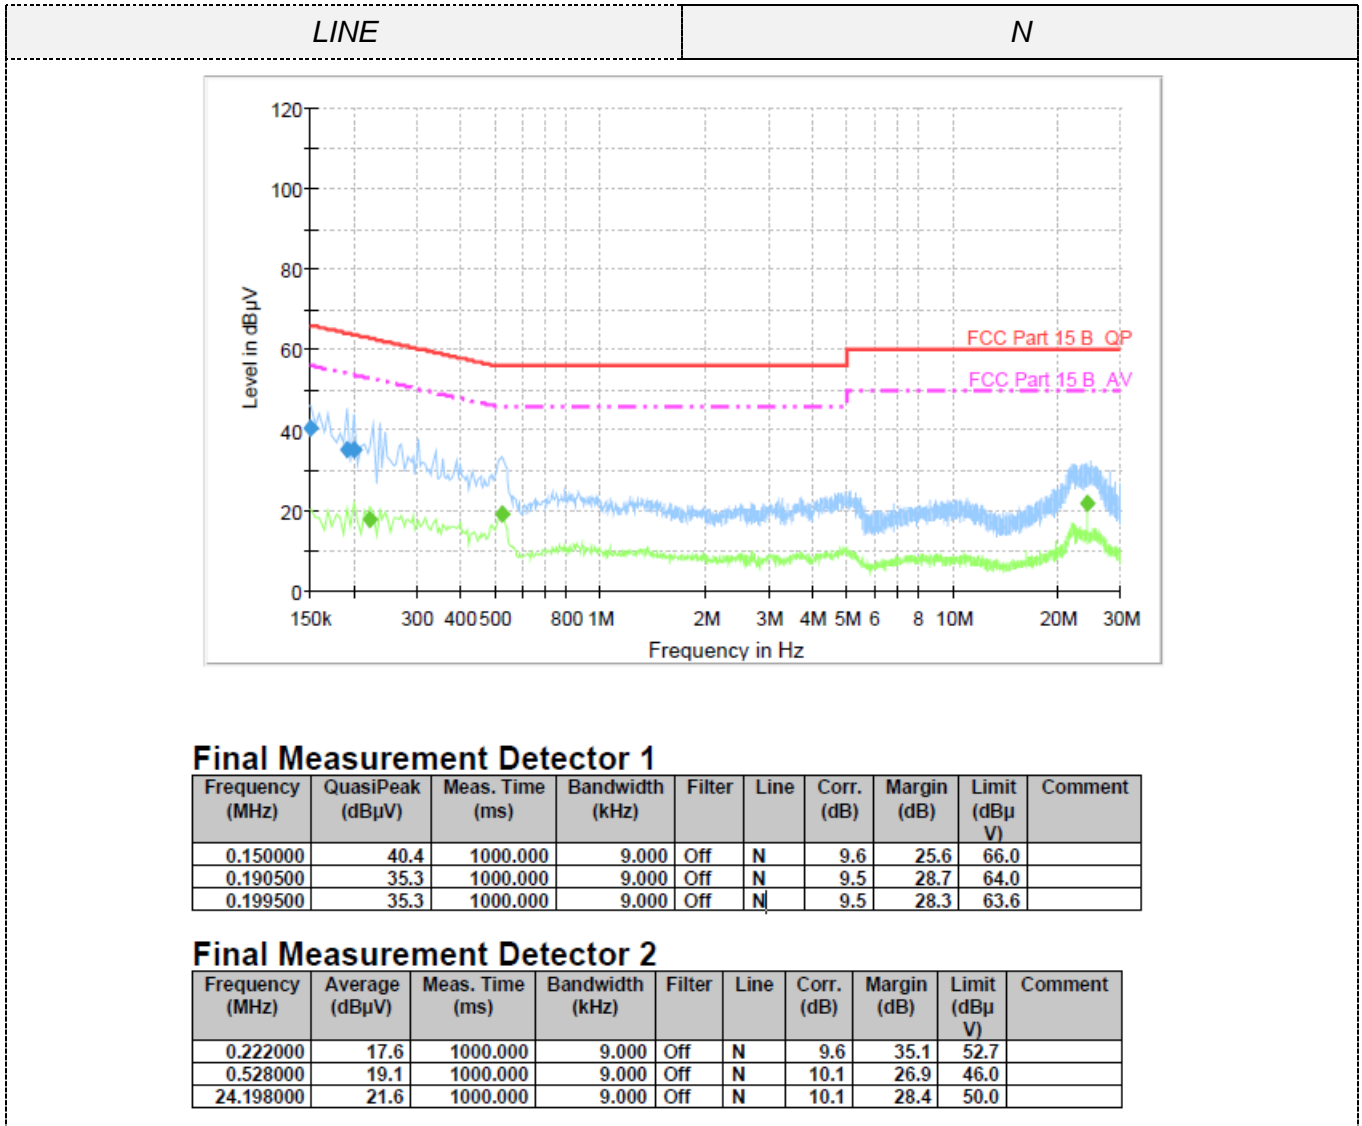 LINE N
120
100
80
60
40
20
0
Level in dBµV
FCC Part 15 B QP
FCC Part 15 B AV
150k 300 400 500 800 1M 2M 3M 4M 5M 6 8 10M 20M 30M
Frequency in Hz
Final Measurement Detector 1
Frequency (MHz) QuasiPeak (dBµV) Meas. Time (ms) Bandwidth (kHz) Filter Line Corr. (dB) Margin (dB) Limit (dBµV) Comment
0.150000 40.4 1000.000 9.000 Off N 9.6 25.6 66.0
0.190500 35.3 1000.000 9.000 Off N 9.5 28.7 64.0
0.199500 35.3 1000.000 9.000 Off N 9.5 28.3 63.6
Final Measurement Detector 2
Frequency (MHz) Average (dBµV) Meas. Time (ms) Bandwidth (kHz) Filter Line Corr. (dB) Margin (dB) Limit (dBµV) Comment
0.222000 17.6 1000.000 9.000 Off N 9.6 35.1 52.7
0.528000 19.1 1000.000 9.000 Off N 10.1 26.9 46.0
24.198000 21.6 1000.000 9.000 Off N 10.1 28.4 50.0